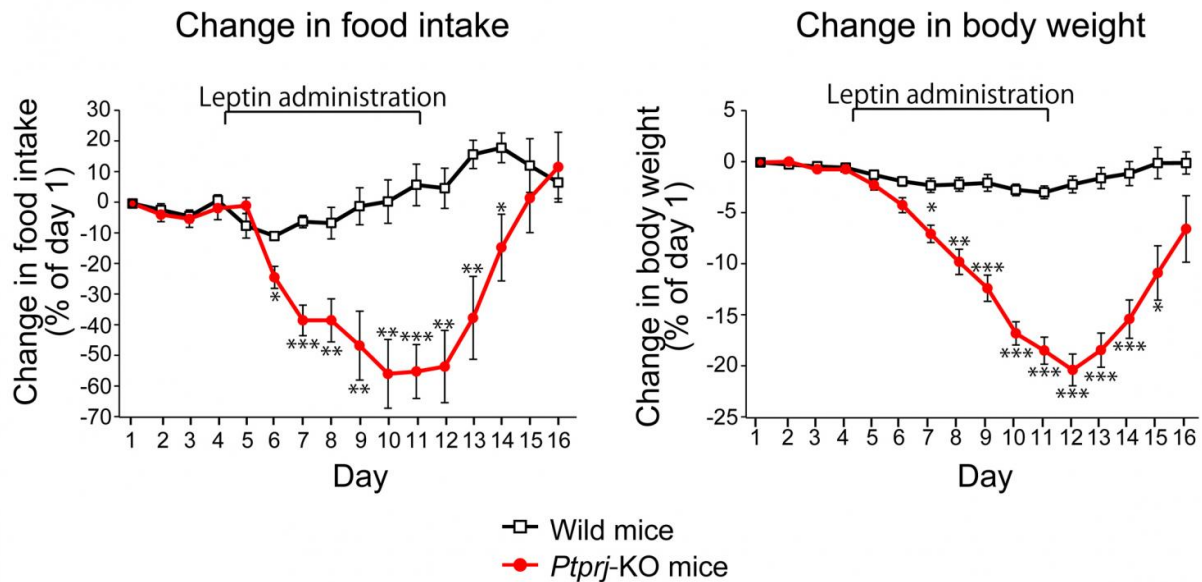 Change in food intake
Leptin administration
Change in food intake
(% of day 1)
30
20
10
0
-10
-20
-30
-40
-50
-60
-70
*
***
**
**
**
***
**
**
*
1 2 3 4 5 6 7 8 9 10 11 12 13 14 15 16
Day
Change in body weight
Leptin administration
Change in body weight
(% of day 1)
5
0
-5
-10
-15
-20
-25
*
**
***
***
***
***
***
***
*
1 2 3 4 5 6 7 8 9 10 11 12 13 14 15 16
Day
Wild mice
Ptprj-KO mice